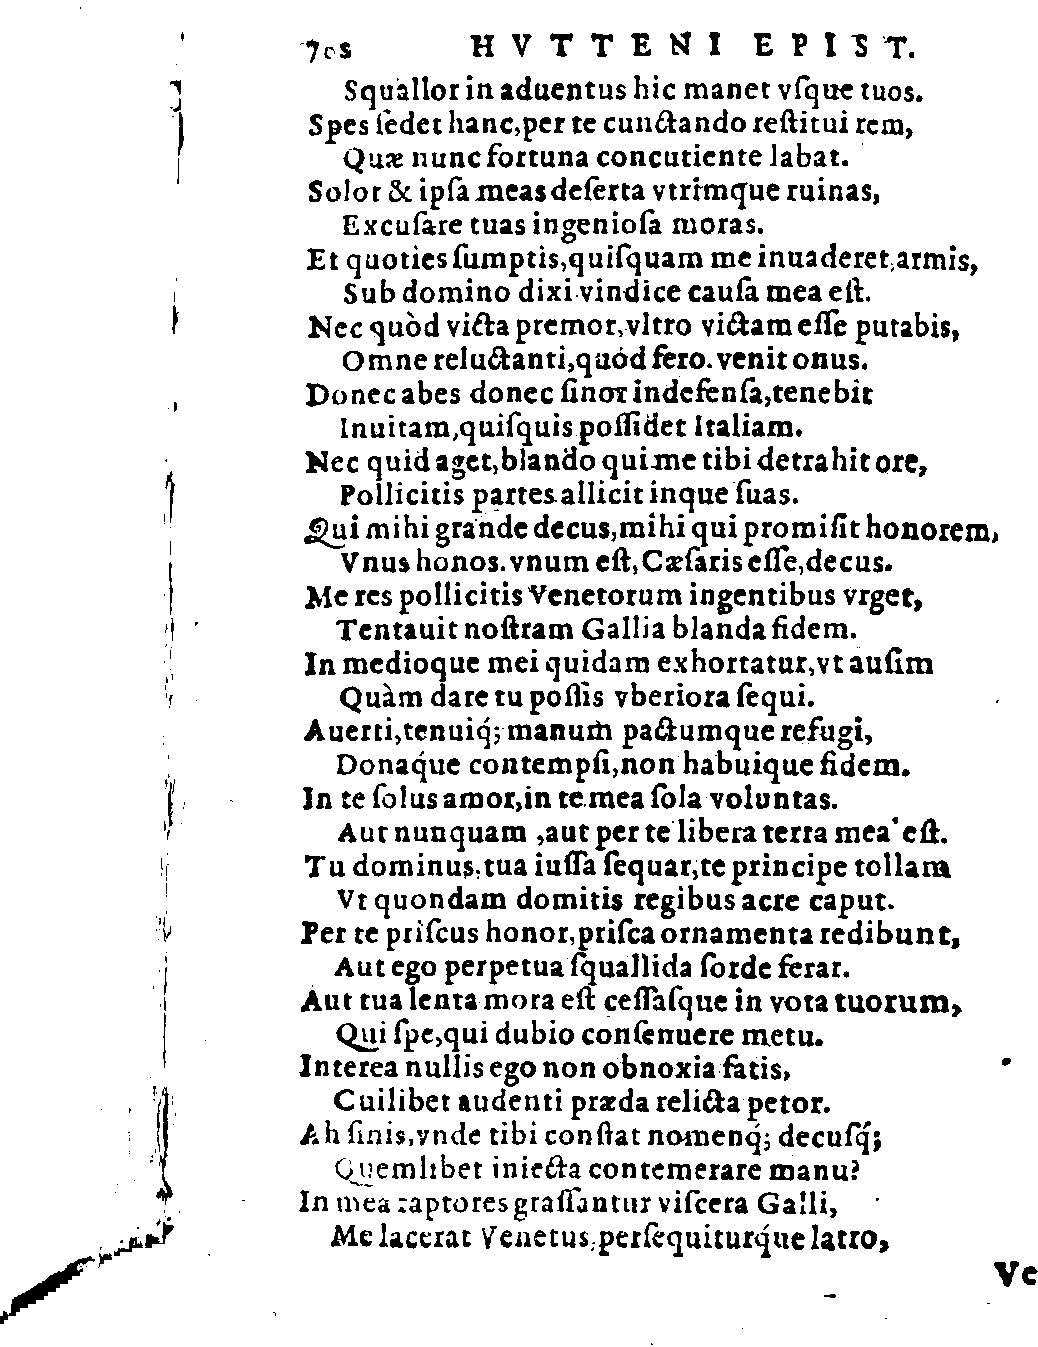 708 HVTTENI EPIST.
Squallor in aduentus hic manet vſque tuos.
Spes ſedet hanc,per te cunctando reſtitui rem,
Quæ nunc fortuna concutiente labat.
Solor & ipſa meas deſerta vtrimque ruinas,
Excuſare tuas ingenioſa moras.
Et quoties ſumptis,quiſquam me inuaderet,armis,
Sub domino dixi vindice cauſa mea eſt.
Nec quòd victa premor,vltro victam eſſe putabis,
Omne reluctanti,quód fero.venit onus.
Donec abes donec ſinor indefenſa,tenebit
Inuitam,quiſquis poſſidet Italiam.
Nec quid aget,blando qui me tibi detrahit ore,
Pollicitis partes allicit inque ſuas.
Qui mihi grande decus,mihi qui promiſit honorem,
Vnus honos.vnum eſt,Cæſaris eſſe,decus.
Me res pollicitis Venetorum ingentibus vrget,
Tentauit noſtram Gallia blanda fidem.
In medioque mei quidam exhortatur,vt auſim
Quàm dare tu poſſis vberiora ſequi.
Auerti,tenuiq́; manum pactumque refugi,
Donaq́ue contempſi,non habuique fidem.
In te ſolus amor,in te mea ſola voluntas.
Aut nunquam ,aut per te libera terra mea eſt.
Tu dominus,tua iuſſa ſequar,te principe tollam
Vt quondam domitis regibus acre caput.
Per te priſcus honor,priſca ornamenta redibunt,
Aut ego perpetua ſquallida ſorde ferar.
Aut tua lenta mora eſt ceſſaſque in vota tuorum,
Qui ſpe,qui dubio conſenuere metu.
Interea nullis ego non obnoxia fatis,
Cuilibet audenti præda relicta petor.
Ah ſinis,vnde tibi conſtat nomenq́; decuſq́;
Quemlibet iniecta contemerare manu?
In mea raptores graſſantur viſcera Galli,
Me lacerat Venetus,perſequiturq́ue latro,
Ve